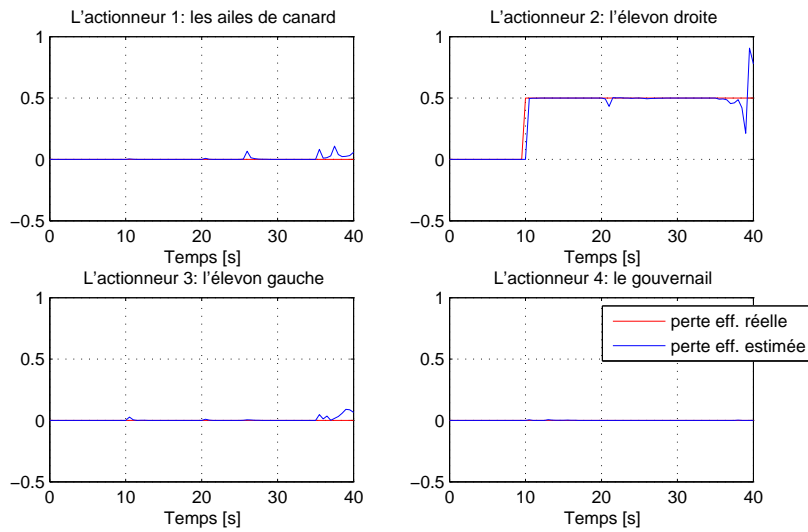 L'actionneur 1: les ailes de canard
1
0.5
0
−0.5
0 10 20 30 40
Temps [s]
L'actionneur 2: l'élevon droite
1
0.5
0
−0.5
0 10 20 30 40
Temps [s]
L'actionneur 3: l'élevon gauche
1
0.5
0
−0.5
0 10 20 30 40
Temps [s]
L'actionneur 4: le gouvernail
1
0.5
0
−0.5
0 10 20 30 40
Temps [s]
perte eff. réelle
perte eff. estimée